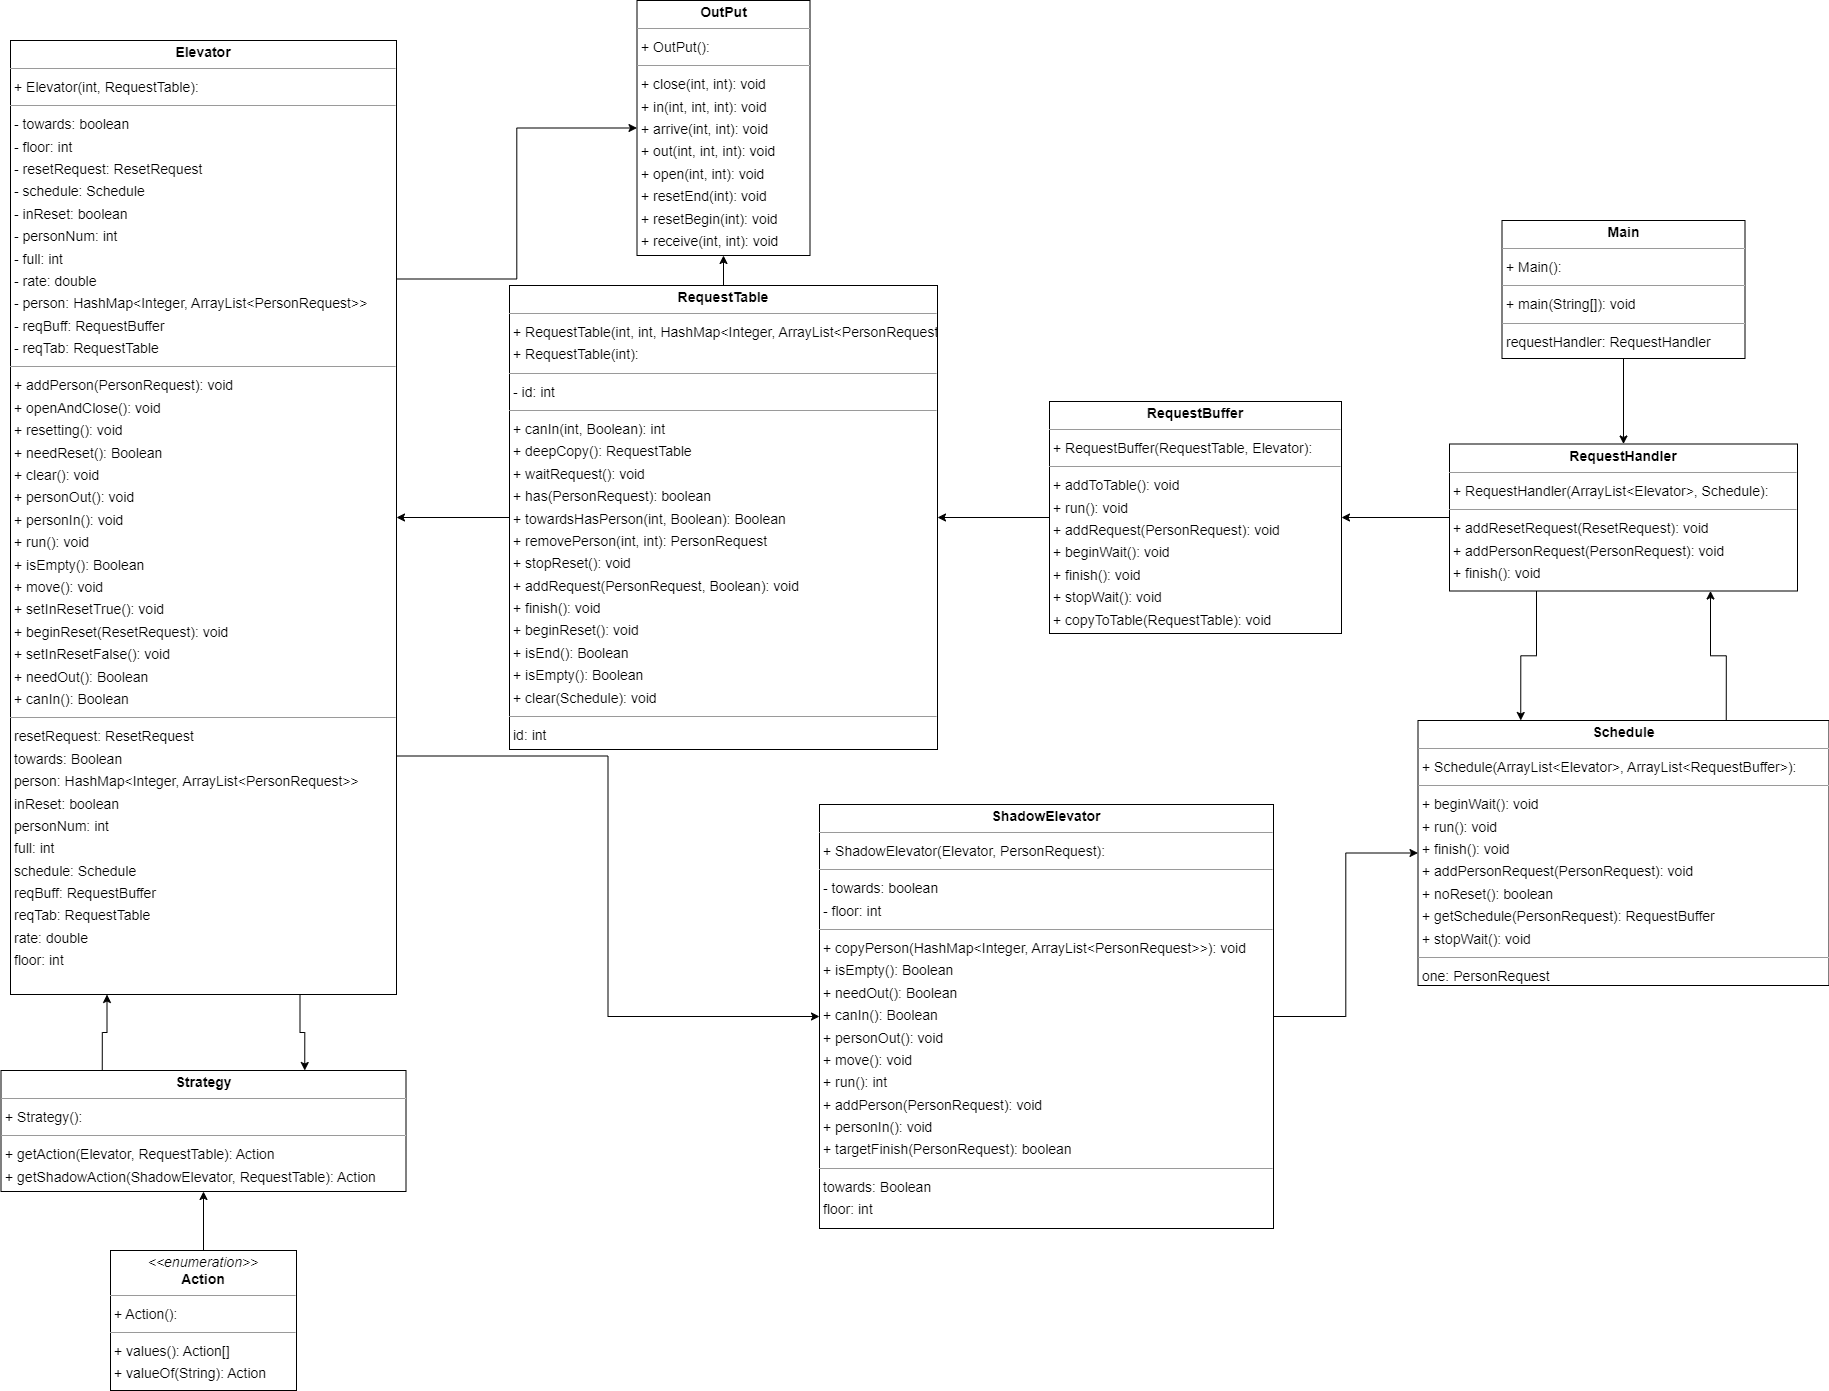 OutPut
+ OutPut():
+ close(int, int): void
+ in(int, int, int): void
+ arrive(int, int): void
+ out(int, int, int): void
+ open(int, int): void
+ resetEnd(int): void
+ resetBegin(int): void
+ receive(int, int): void
Elevator
+ Elevator(int, RequestTable):
- towards: boolean
- floor: int
- resetRequest: ResetRequest
- schedule: Schedule
- inReset: boolean
- personNum: int
- full: int
- rate: double
- person: HashMap<Integer, ArrayList<PersonRequest>>
- reqBuff: RequestBuffer
- reqTab: RequestTable
+ addPerson(PersonRequest): void
+ openAndClose(): void
+ resetting(): void
+ needReset(): Boolean
+ clear(): void
+ personOut(): void
+ personIn(): void
+ run(): void
+ isEmpty(): Boolean
+ move(): void
+ setInResetTrue(): void
+ beginReset(ResetRequest): void
+ setInResetFalse(): void
+ needOut(): Boolean
+ canIn(): Boolean
resetRequest: ResetRequest
towards: Boolean
person: HashMap<Integer, ArrayList<PersonRequest>>
inReset: boolean
personNum: int
full: int
schedule: Schedule
reqBuff: RequestBuffer
reqTab: RequestTable
rate: double
floor: int
RequestTable
+ RequestTable(int, int, HashMap<Integer, ArrayList<PersonRequest
+ RequestTable(int):
- id: int
+ canIn(int, Boolean): int
+ deepCopy(): RequestTable
+ waitRequest(): void
+ has(PersonRequest): boolean
+ towardsHasPerson(int, Boolean): Boolean
+ removePerson(int, int): PersonRequest
+ stopReset(): void
+ addRequest(PersonRequest, Boolean): void
+ finish(): void
+ beginReset(): void
+ isEnd(): Boolean
+ isEmpty(): Boolean
+ clear(Schedule): void
id: int
RequestBuffer
+ RequestBuffer(RequestTable, Elevator):
+ addToTable(): void
+ run(): void
+ addRequest(PersonRequest): void
+ beginWait(): void
+ finish(): void
+ stopWait(): void
+ copyToTable(RequestTable): void
Main
+ Main():
+ main(String[]): void
requestHandler: RequestHandler
RequestHandler
+ RequestHandler(ArrayList<Elevator>, Schedule):
+ addResetRequest(ResetRequest): void
+ addPersonRequest(PersonRequest): void
+ finish(): void
Schedule
+ Schedule(ArrayList<Elevator>, ArrayList<RequestBuffer>):
+ beginWait(): void
+ run(): void
+ finish(): void
+ addPersonRequest(PersonRequest): void
+ noReset(): boolean
+ getSchedule(PersonRequest): RequestBuffer
+ stopWait(): void
one: PersonRequest
ShadowElevator
+ ShadowElevator(Elevator, PersonRequest):
- towards: boolean
- floor: int
+ copyPerson(HashMap<Integer, ArrayList<PersonRequest>>): void
+ isEmpty(): Boolean
+ needOut(): Boolean
+ canIn(): Boolean
+ personOut(): void
+ move(): void
+ run(): int
+ addPerson(PersonRequest): void
+ personIn(): void
+ targetFinish(PersonRequest): boolean
towards: Boolean
floor: int
Strategy
+ Strategy():
+ getAction(Elevator, RequestTable): Action
+ getShadowAction(ShadowElevator, RequestTable): Action
<<enumeration>>
Action
+ Action():
+ values(): Action[]
+ valueOf(String): Action